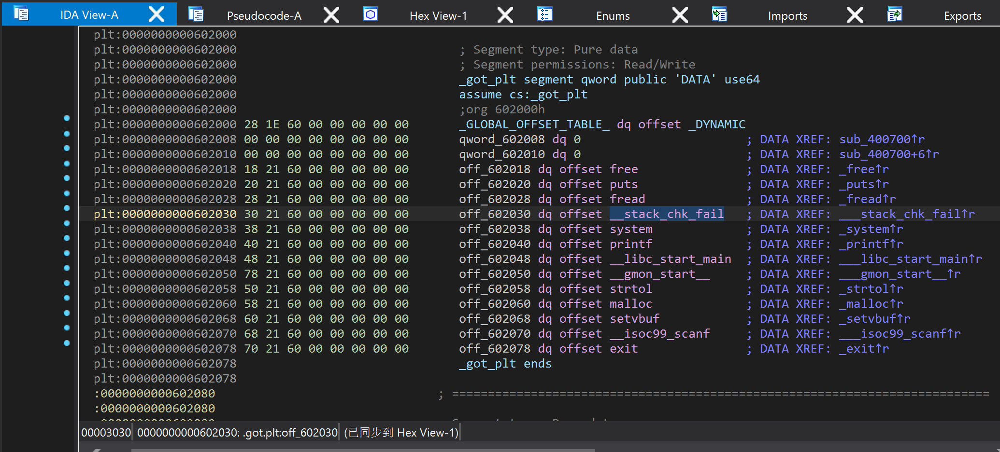 IDA View-A Pseudocode-A Hex View-1 Enums Imports Exports
plt:0000000000602000
plt:0000000000602000 ; Segment type: Pure data
plt:0000000000602000 ; Segment permissions: Read/Write
plt:0000000000602000 _got_plt segment qword public 'DATA' use64
plt:0000000000602000 assume cs:_got_plt
plt:0000000000602000 ;org 602000h
plt:0000000000602000 28 1E 60 00 00 00 00 00 _GLOBAL_OFFSET_TABLE_ dq offset _DYNAMIC
plt:0000000000602008 00 00 00 00 00 00 00 00 qword_602008 dq 0 ; DATA XREF: sub_400700↑r
plt:0000000000602010 00 00 00 00 00 00 00 00 qword_602010 dq 0 ; DATA XREF: sub_400700+6↑r
plt:0000000000602018 18 21 60 00 00 00 00 00 off_602018 dq offset free ; DATA XREF: _free↑r
plt:0000000000602020 20 21 60 00 00 00 00 00 off_602020 dq offset puts ; DATA XREF: _puts↑r
plt:0000000000602028 28 21 60 00 00 00 00 00 off_602028 dq offset fread ; DATA XREF: _fread↑r
plt:0000000000602030 30 21 60 00 00 00 00 00 off_602030 dq offset __stack_chk_fail ; DATA XREF: ___stack_chk_fail↑r
plt:0000000000602038 38 21 60 00 00 00 00 00 off_602038 dq offset system ; DATA XREF: _system↑r
plt:0000000000602040 40 21 60 00 00 00 00 00 off_602040 dq offset printf ; DATA XREF: _printf↑r
plt:0000000000602048 48 21 60 00 00 00 00 00 off_602048 dq offset __libc_start_main ; DATA XREF: ___libc_start_main↑r
plt:0000000000602050 78 21 60 00 00 00 00 00 off_602050 dq offset __gmon_start__ ; DATA XREF: ___gmon_start__↑r
plt:0000000000602058 50 21 60 00 00 00 00 00 off_602058 dq offset strtol ; DATA XREF: _strtol↑r
plt:0000000000602060 58 21 60 00 00 00 00 00 off_602060 dq offset malloc ; DATA XREF: _malloc↑r
plt:0000000000602068 60 21 60 00 00 00 00 00 off_602068 dq offset setvbuf ; DATA XREF: _setvbuf↑r
plt:0000000000602070 68 21 60 00 00 00 00 00 off_602070 dq offset __isoc99_scanf ; DATA XREF: ___isoc99_scanf↑r
plt:0000000000602078 70 21 60 00 00 00 00 00 off_602078 dq offset exit ; DATA XREF: _exit↑r
plt:0000000000602078 _got_plt ends
plt:0000000000602078
:0000000000602080 ; ===========================================================================
:0000000000602080
00003030 0000000000602030: .got.plt:off_602030 (已同步到 Hex View-1)